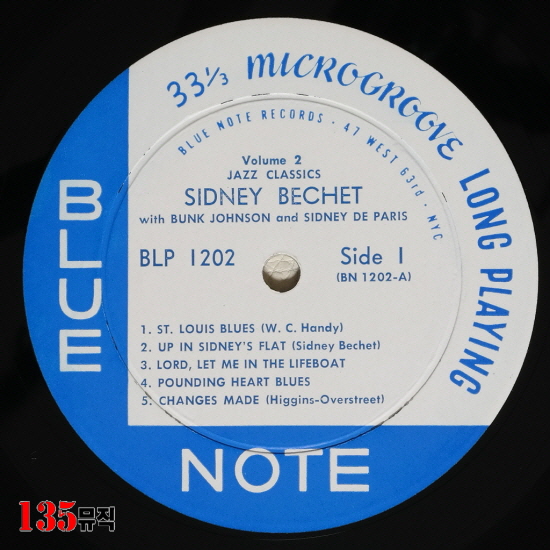 33⅓ MICROGROOVE LONG PLAYING
BLUE NOTE RECORDS · 47 WEST 63rd · NYC
Volume 2
JAZZ CLASSICS
SIDNEY BECHET
with BUNK JOHNSON and SIDNEY DE PARIS
BLP 1202
Side 1
(BN 1202-A)
1. ST. LOUIS BLUES (W. C. Handy)
2. UP IN SIDNEY'S FLAT (Sidney Bechet)
3. LORD, LET ME IN THE LIFEBOAT
4. POUNDING HEART BLUES
5. CHANGES MADE (Higgins-Overstreet)
BLUE
NOTE
135뮤직